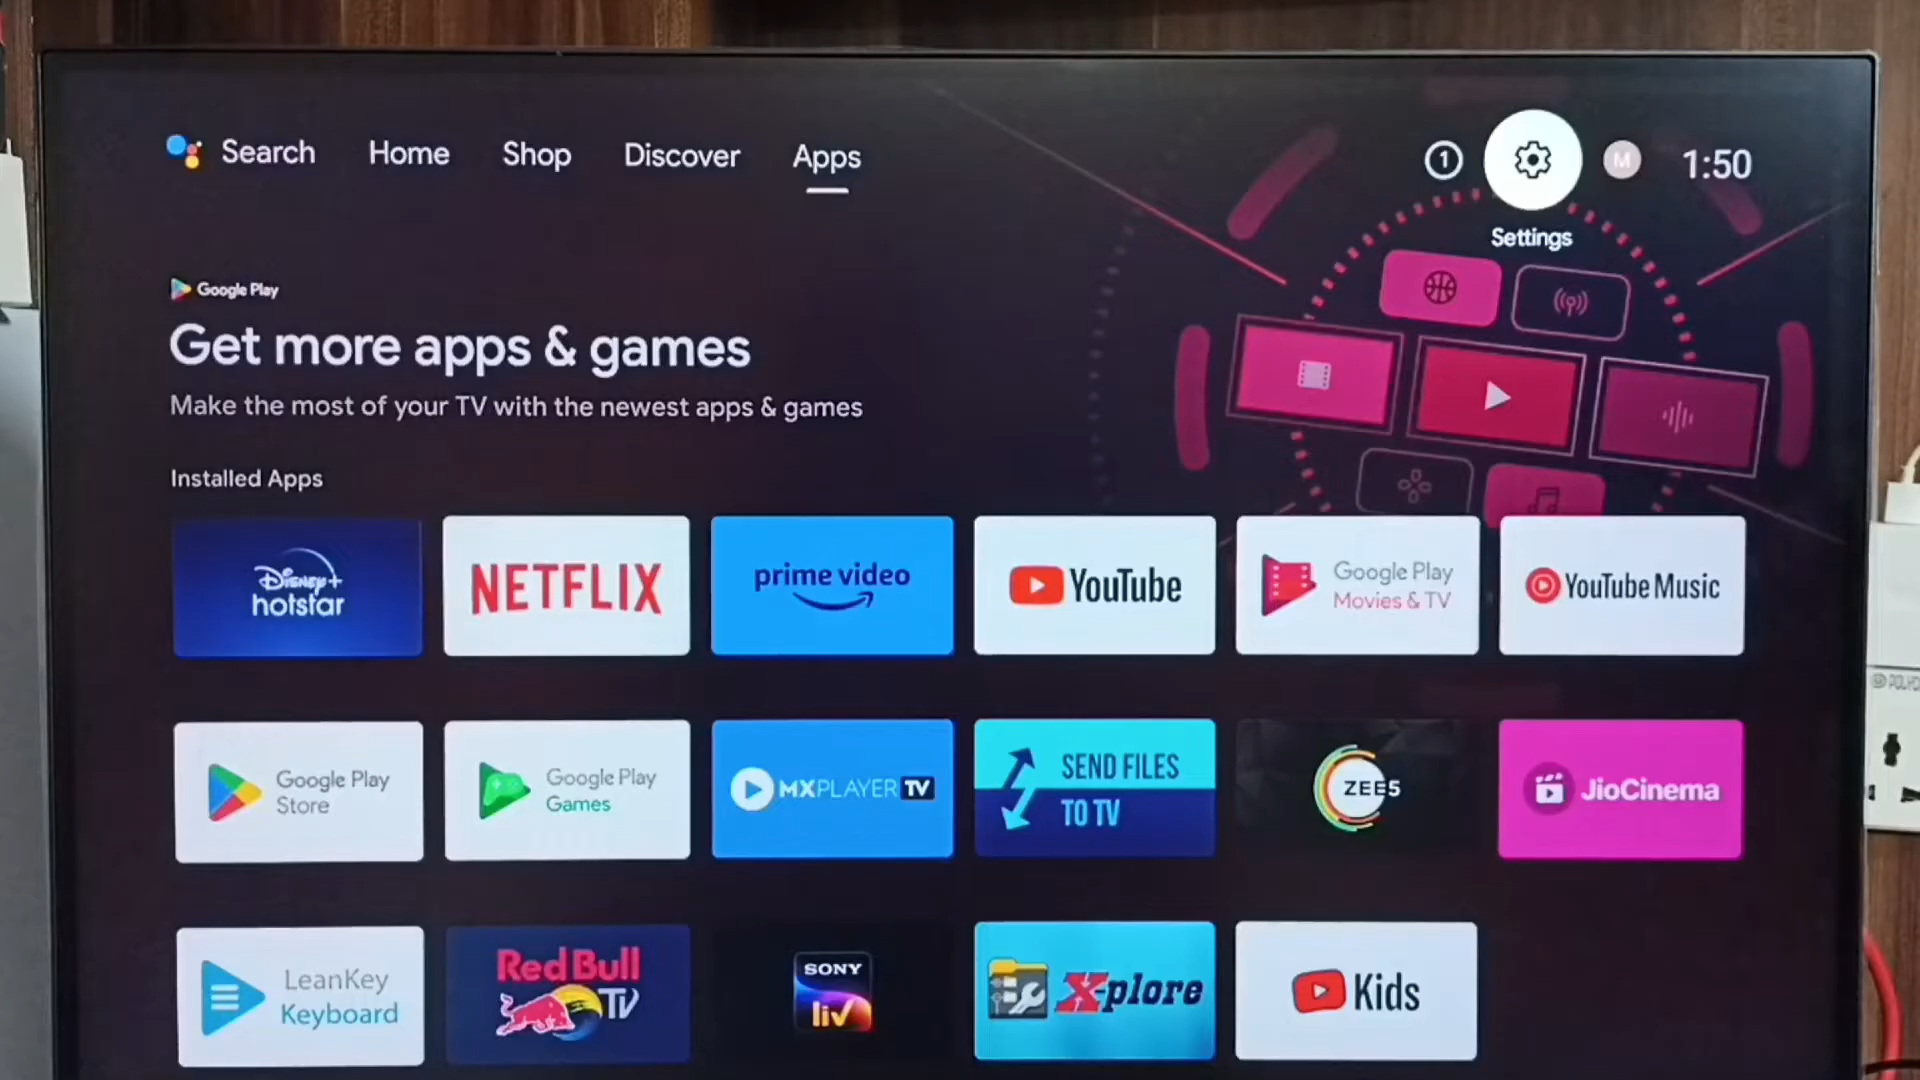 Search Home Shop Discover Apps
1 M 1:50
Settings
Google Play
Get more apps & games
Make the most of your TV with the newest apps & games
Installed Apps
Disney+
hotstar
NETFLIX
prime video
YouTube
Google Play
Movies & TV
YouTube Music
Google Play
Store
Google Play
Games
MXPLAYER TV
SEND FILES
TO TV
ZEE5
JioCinema
LeanKey
Keyboard
Red Bull
TV
SONY
liv
X-plore
Kids